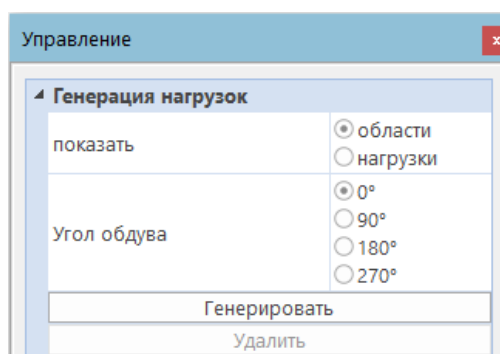 Управление
x
Генерация нагрузок
показать
области
нагрузки
Угол обдува
0°
90°
180°
270°
Генерировать
Удалить